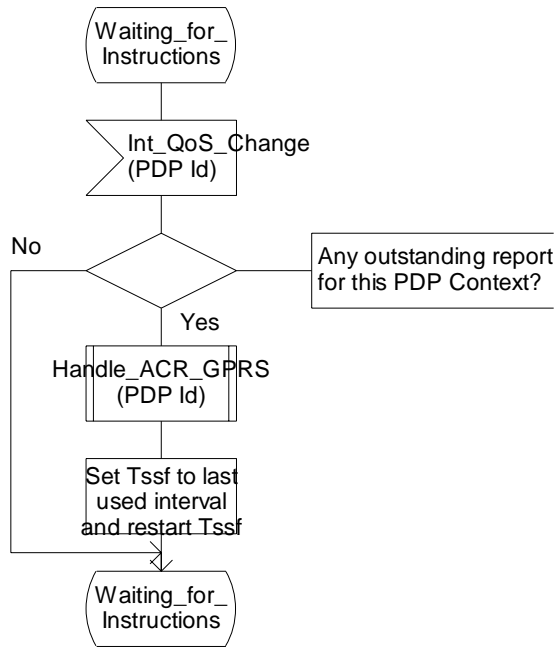 Waiting_for_
Instructions
Int_QoS_Change
(PDP Id)
No
Any outstanding report
for this PDP Context?
Yes
Handle_ACR_GPRS
(PDP Id)
Set Tssf to last
used interval
and restart Tssf
Waiting_for_
Instructions